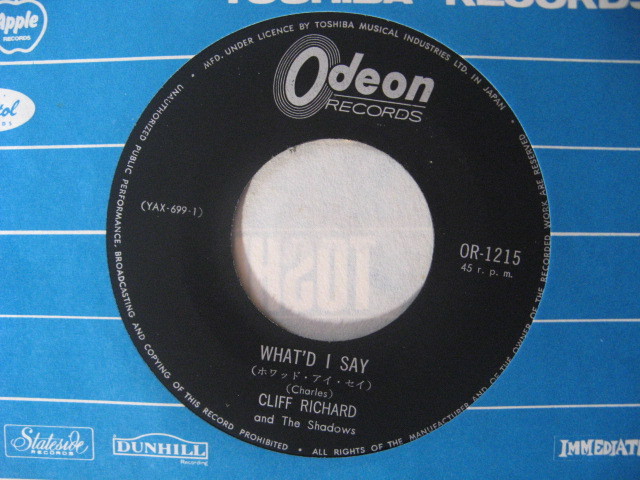 TOSHIBA RECORDS
Apple
RECORDS
MFD. UNDER LICENCE BY TOSHIBA MUSICAL INDUSTRIES LTD. IN JAPAN
Odeon
RECORDS
(YAX-699-1)
OR-1215
45 r. p. m.
WHAT'D I SAY
(ホワッド・アイ・セイ)
(Charles)
CLIFF RICHARD
and The Shadows
UNAUTHORIZED PUBLIC PERFORMANCE, BROADCASTING AND COPYING OF THIS RECORD PROHIBITED • ALL RIGHTS OF THE MANUFACTURER AND OF THE OWNER OF THE RECORDED WORK ARE RESERVED
Stateside
RECORDS
DUNHILL
Recording
IMMEDIATE